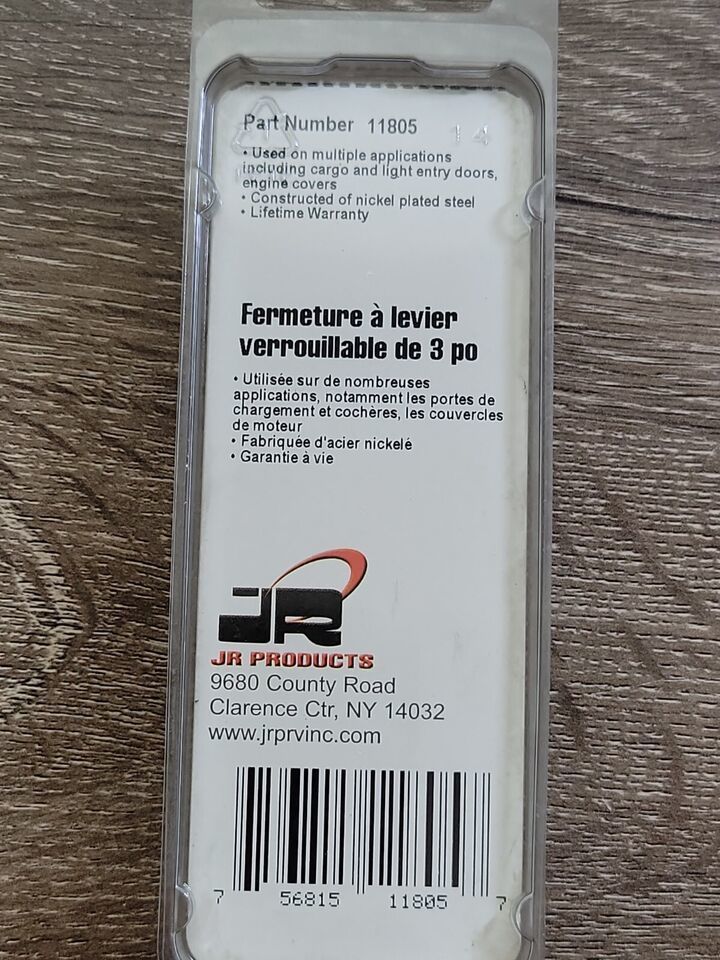 Part Number 11805
14
• Used on multiple applications
including cargo and light entry doors,
engine covers
• Constructed of nickel plated steel
• Lifetime Warranty
Fermeture à levier
verrouillable de 3 po
• Utilisée sur de nombreuses
applications, notamment les portes de
chargement et cochères, les couvercles
de moteur
• Fabriquée d'acier nickelé
• Garantie à vie
JR
JR PRODUCTS
9680 County Road
Clarence Ctr, NY 14032
www.jrprvinc.com
7 56815 11805 7